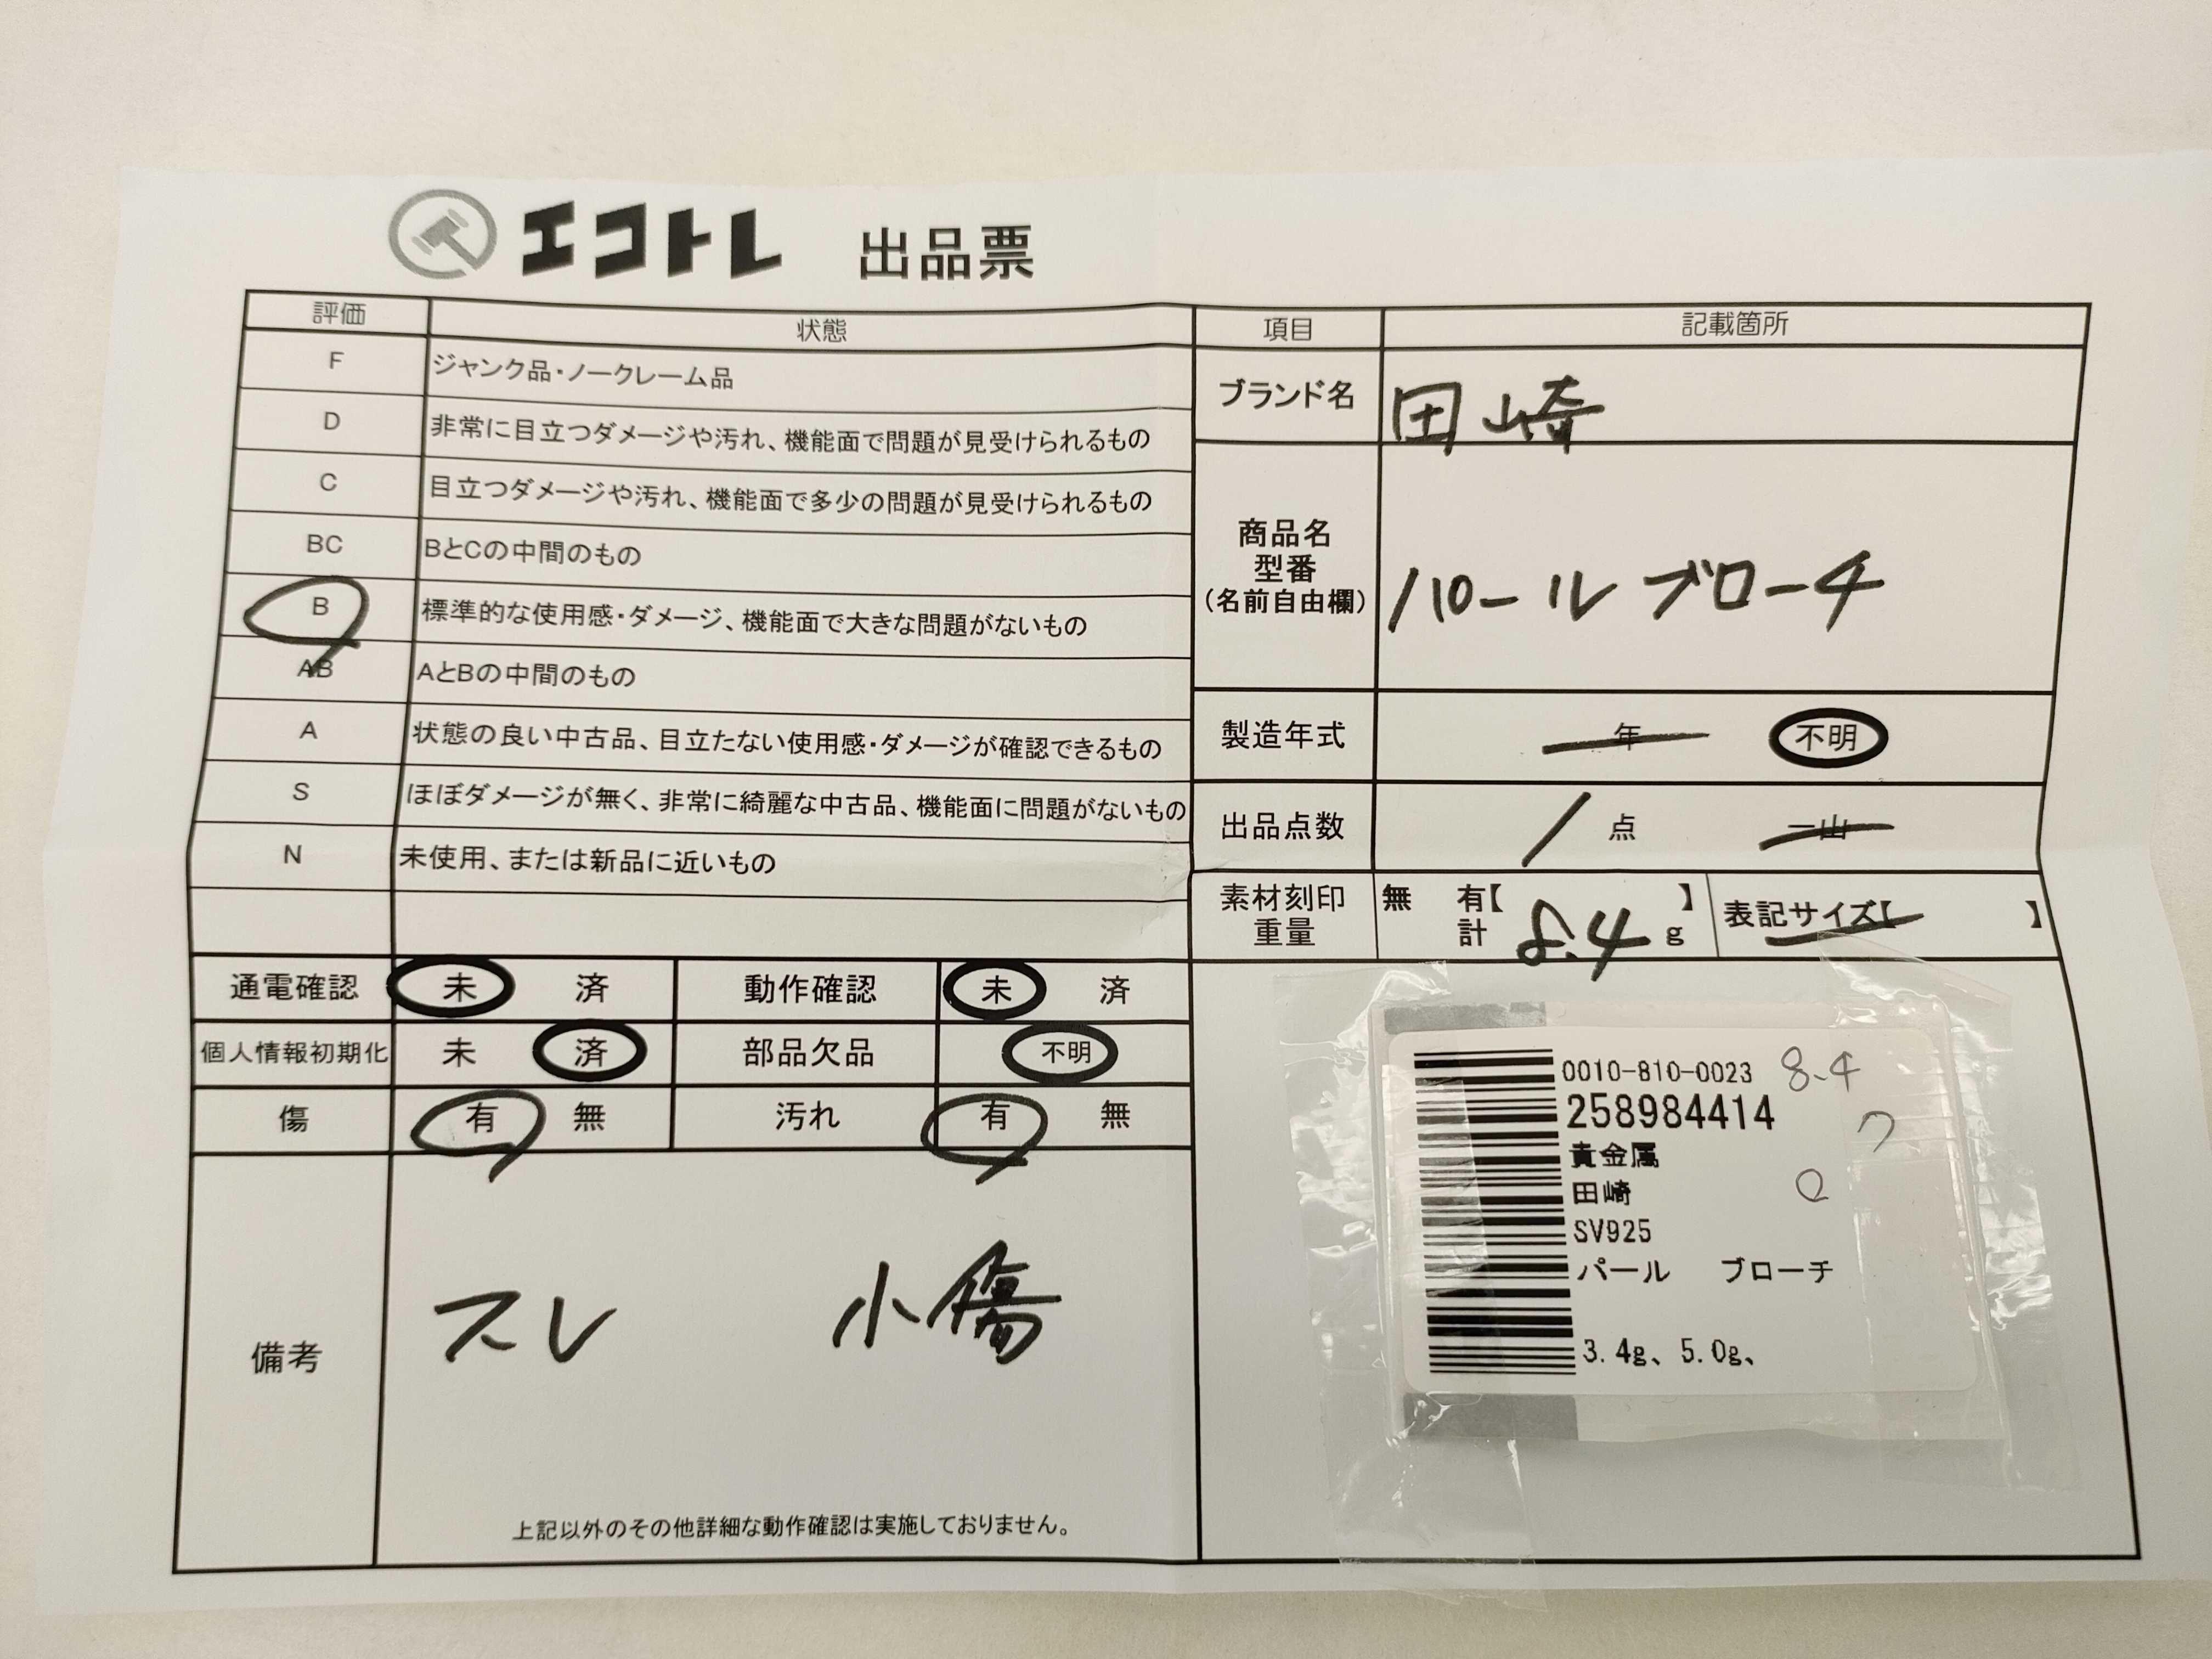 エコトレ 出品票
評価 状態
F ジャンク品・ノークレーム品
D 非常に目立つダメージや汚れ、機能面で問題が見受けられるもの
C 目立つダメージや汚れ、機能面で多少の問題が見受けられるもの
BC BとCの中間のもの
B 標準的な使用感・ダメージ、機能面で大きな問題がないもの
AB AとBの中間のもの
A 状態の良い中古品、目立たない使用感・ダメージが確認できるもの
S ほぼダメージが無く、非常に綺麗な中古品、機能面に問題がないもの
N 未使用、または新品に近いもの
通電確認 未 済 動作確認 未 済
個人情報初期化 未 済 部品欠品 不明
傷 有 無 汚れ 有 無
備考 スレ 小傷
上記以外のその他詳細な動作確認は実施しておりません。
項目 記載箇所
ブランド名 田崎
商品名
型番
(名前自由欄)
パールブローチ
製造年式 年 不明
出品点数 1 点 一山
素材刻印 無 有【 】 表記サイズ【 】
重量 計 8.4 g
0010-810-0023 8.4
258984414
貴金属
田崎
SV925
パール ブローチ
3.4g、5.0g、